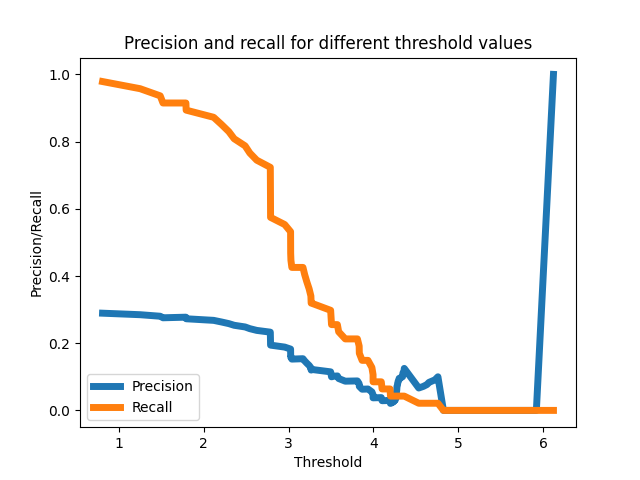 Precision and recall for different threshold values
Precision/Recall
1.0
0.8
0.6
0.4
0.2
0.0
Precision
Recall
1 2 3 4 5 6
Threshold